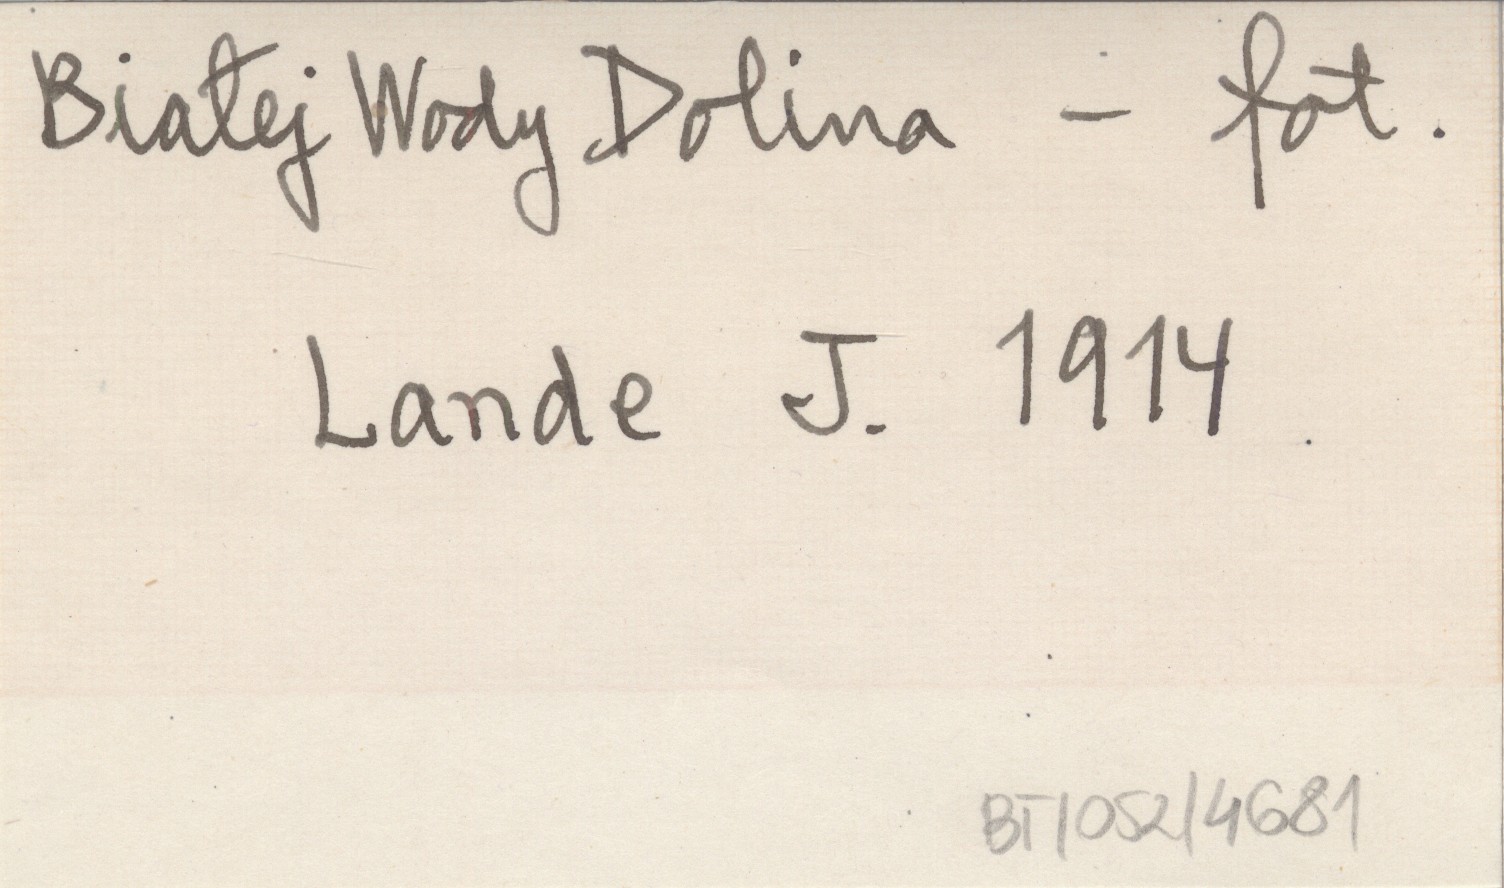 Białej Wody Dolina - fot.
Lande J. 1914
BT/052/4681